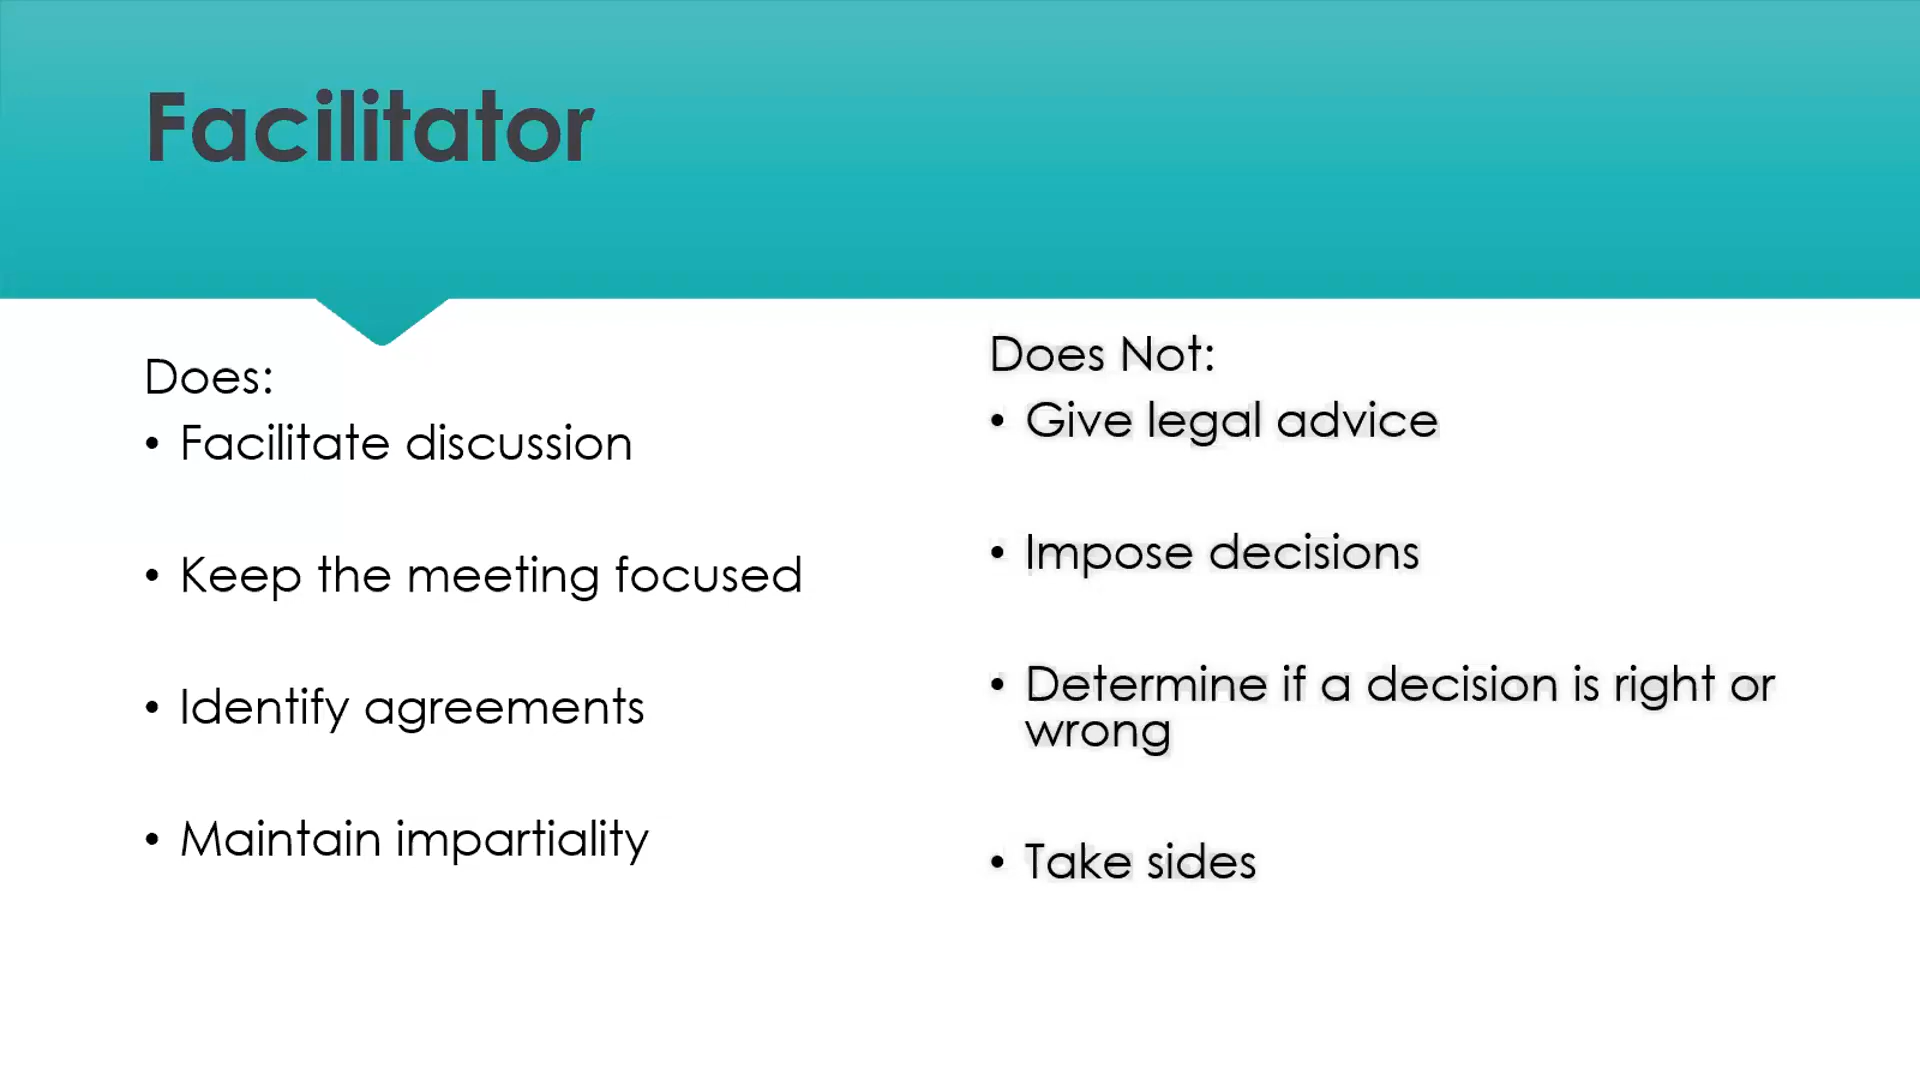 Facilitator
Does:
• Facilitate discussion
• Keep the meeting focused
• Identify agreements
• Maintain impartiality
Does Not:
• Give legal advice
• Impose decisions
• Determine if a decision is right or
wrong
• Take sides